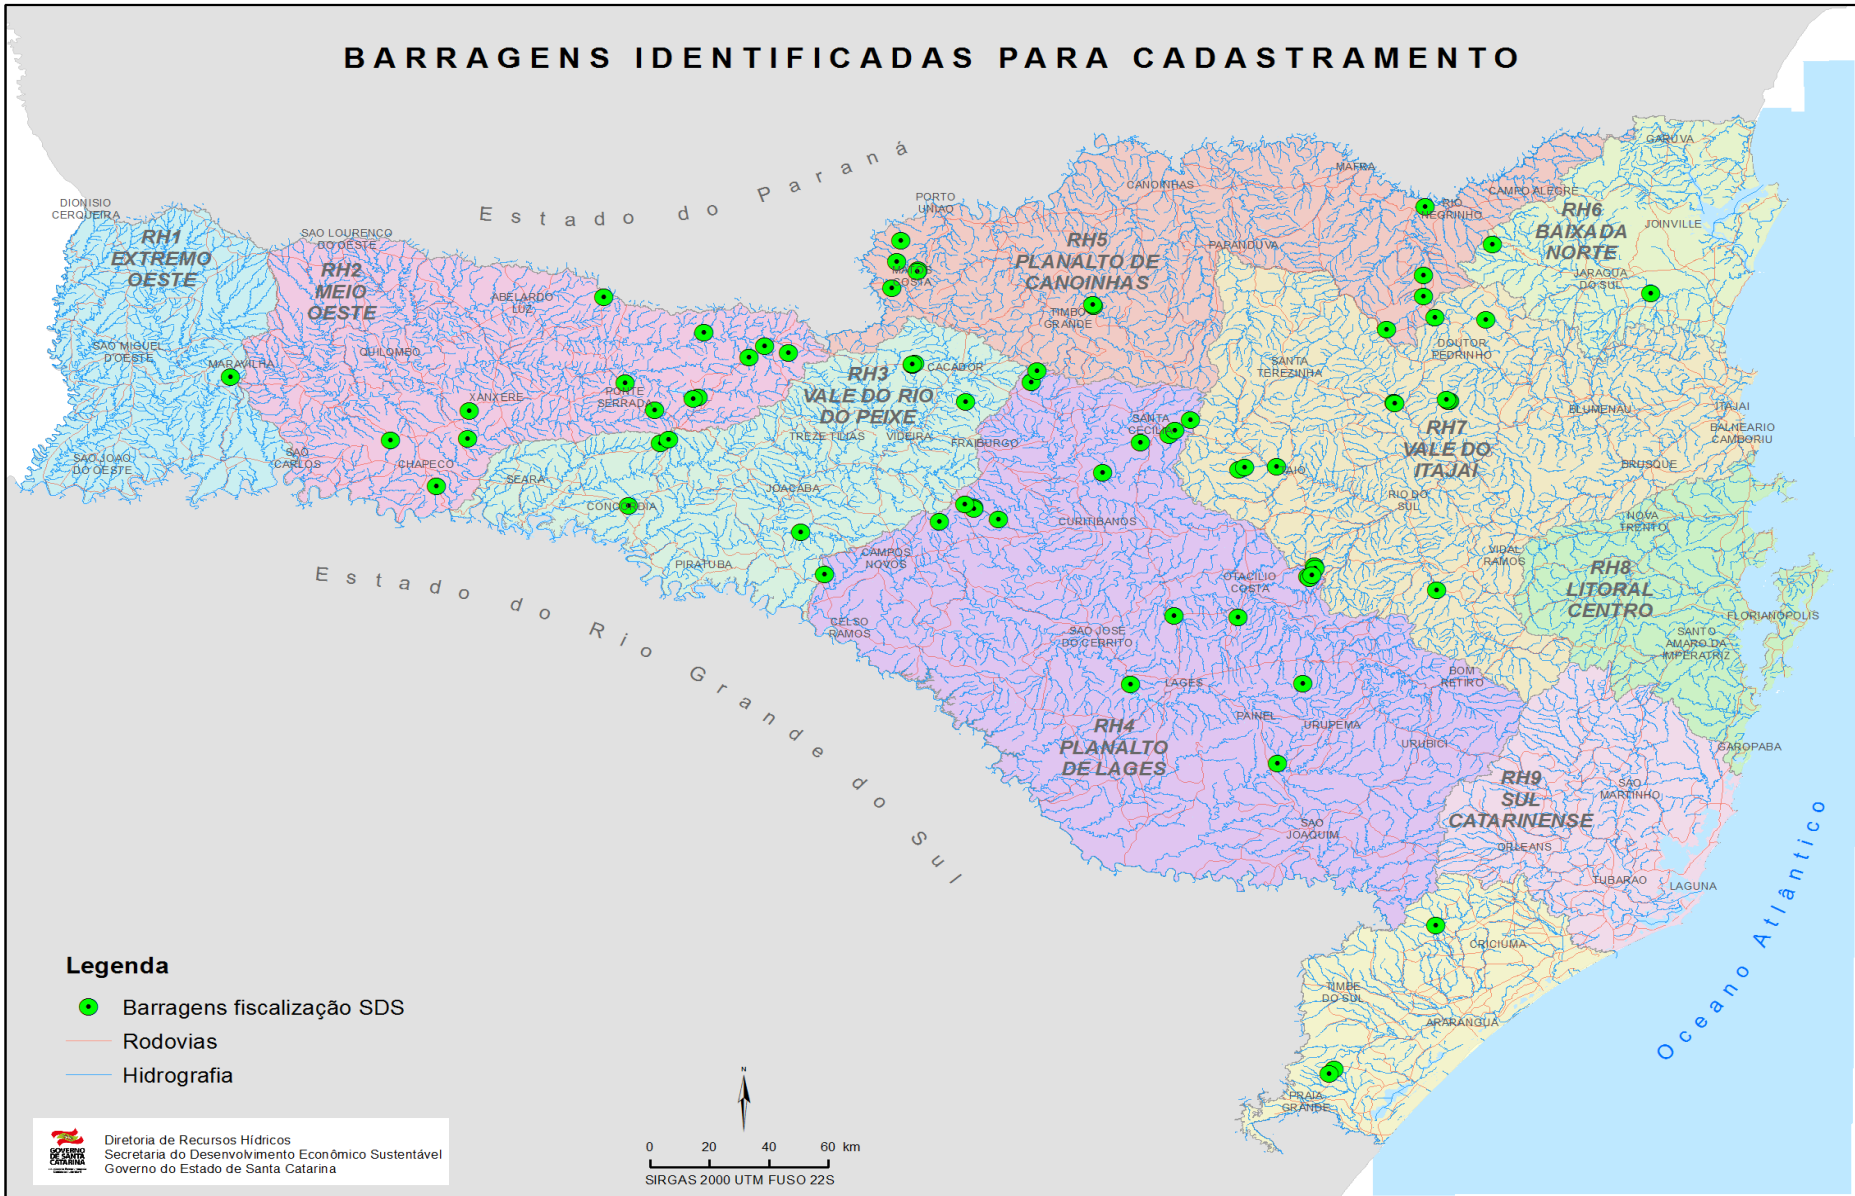 BARRAGENS IDENTIFICADAS PARA CADASTRAMENTO
Estado do Paraná
Estado do Rio Grande do Sul
Oceano Atlântico
DIONISIO
CERQUEIRA
RH1
EXTREMO
OESTE
SAO MIGUEL
D'OESTE
MARAVILHA
SAO JOAO
DO OESTE
SAO LOURENCO
DO OESTE
RH2
MEIO
OESTE
ABELARDO
LUZ
QUILOMBO
XANXERE
PONTE
SERRADA
SAO
CARLOS
CHAPECO
RH3
VALE DO RIO
DO PEIXE
CACADOR
TREZE TILIAS
VIDEIRA
FRAIBURGO
SEARA
CONCORDIA
JOACABA
PIRATUBA
CAMPOS
NOVOS
CELSO
RAMOS
PORTO
UNIAO
MATOS
COSTA
RH5
PLANALTO DE
CANOINHAS
CANOINHAS
TIMBO
GRANDE
PAPANDUVA
MAFRA
RIO
NEGRINHO
CAMPO ALEGRE
GARUVA
RH6
BAIXADA
NORTE
JOINVILLE
JARAGUA
DO SUL
DOUTOR
PEDRINHO
SANTA
TEREZINHA
RH7
VALE DO
ITAJAI
BLUMENAU
ITAJAI
BALNEARIO
CAMBORIU
BRUSQUE
TAIO
RIO DO
SUL
VIDAL
RAMOS
SANTA
CECILIA
CURITIBANOS
OTACILIO
COSTA
SAO JOSE
DO CERRITO
LAGES
PAINEL
URUPEMA
BOM
RETIRO
URUBICI
RH4
PLANALTO
DE LAGES
SAO
JOAQUIM
NOVA
TRENTO
RH8
LITORAL
CENTRO
FLORIANOPOLIS
SANTO
AMARO DA
IMPERATRIZ
GAROPABA
RH9
SUL
CATARINENSE
SAO
MARTINHO
ORLEANS
TUBARAO
LAGUNA
CRICIUMA
TIMBE
DO SUL
ARARANGUA
PRAIA
GRANDE
Legenda
Barragens fiscalização SDS
Rodovias
Hidrografia
GOVERNO
DE SANTA
CATARINA
Diretoria de Recursos Hídricos
Secretaria do Desenvolvimento Econômico Sustentável
Governo do Estado de Santa Catarina
N
0 20 40 60 km
SIRGAS 2000 UTM FUSO 22S